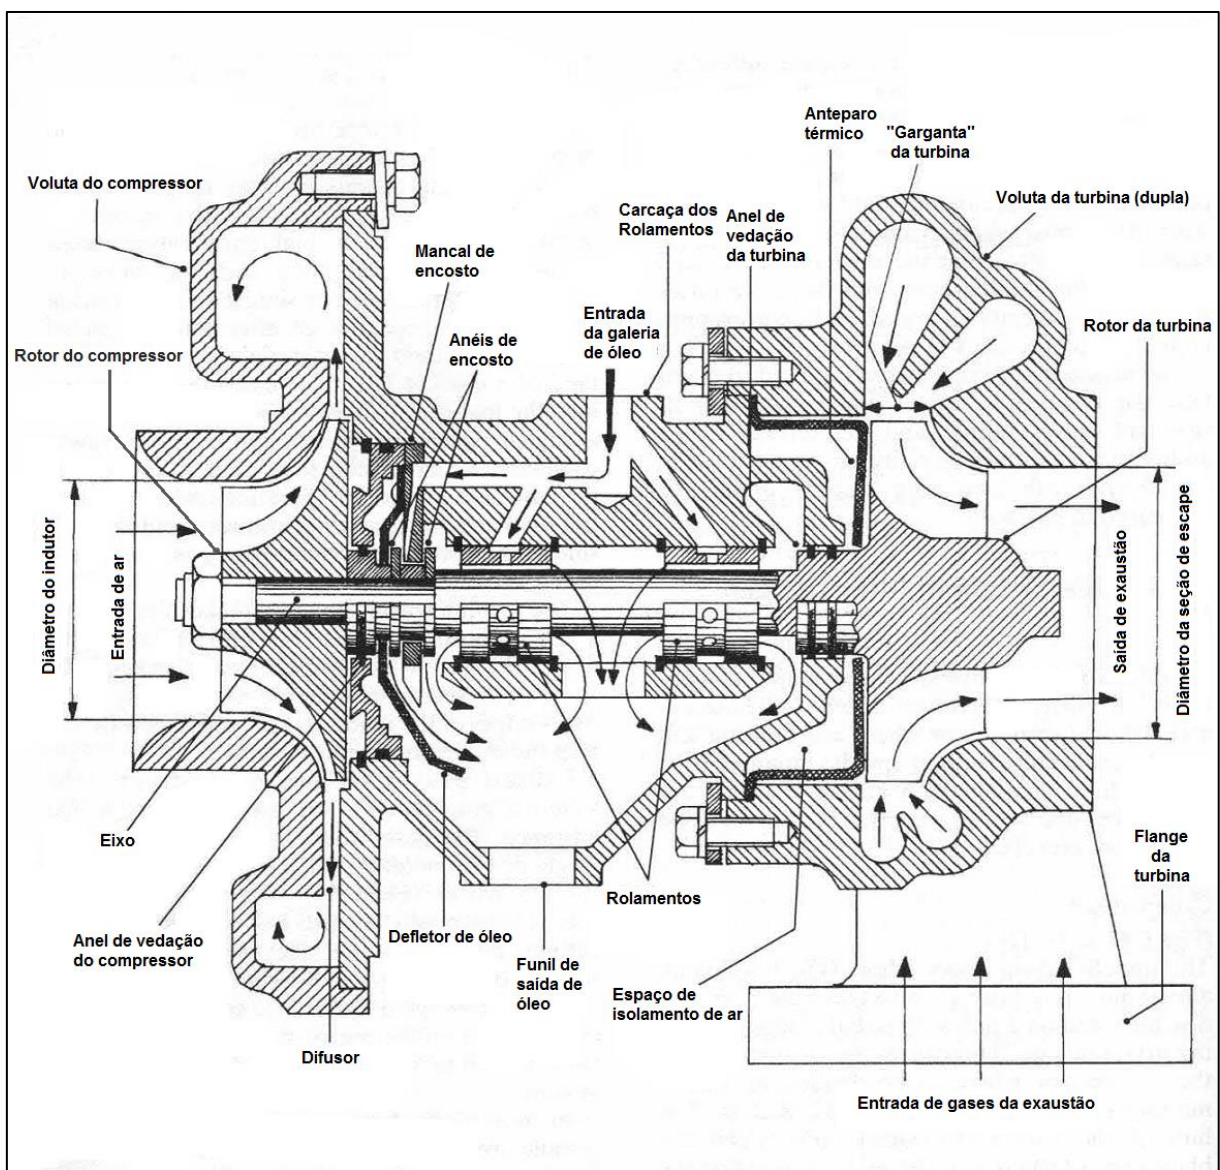 Anteparo
térmico
"Garganta"
da turbina
Voluta do compressor
Carcaça dos
Rolamentos
Anel de
vedação
da turbina
Voluta da turbina (dupla)
Mancal de
encosto
Entrada
da galeria
de óleo
Rotor do compressor
Anéis de
encosto
Rotor da turbina
Diâmetro do indutor
Entrada de ar
Saída de exaustão
Diâmetro da seção de escape
Eixo
Rolamentos
Flange
da
turbina
Anel de vedação
do compressor
Defletor de óleo
Funil de
saída de
óleo
Espaço de
isolamento de ar
Difusor
Entrada de gases da exaustão